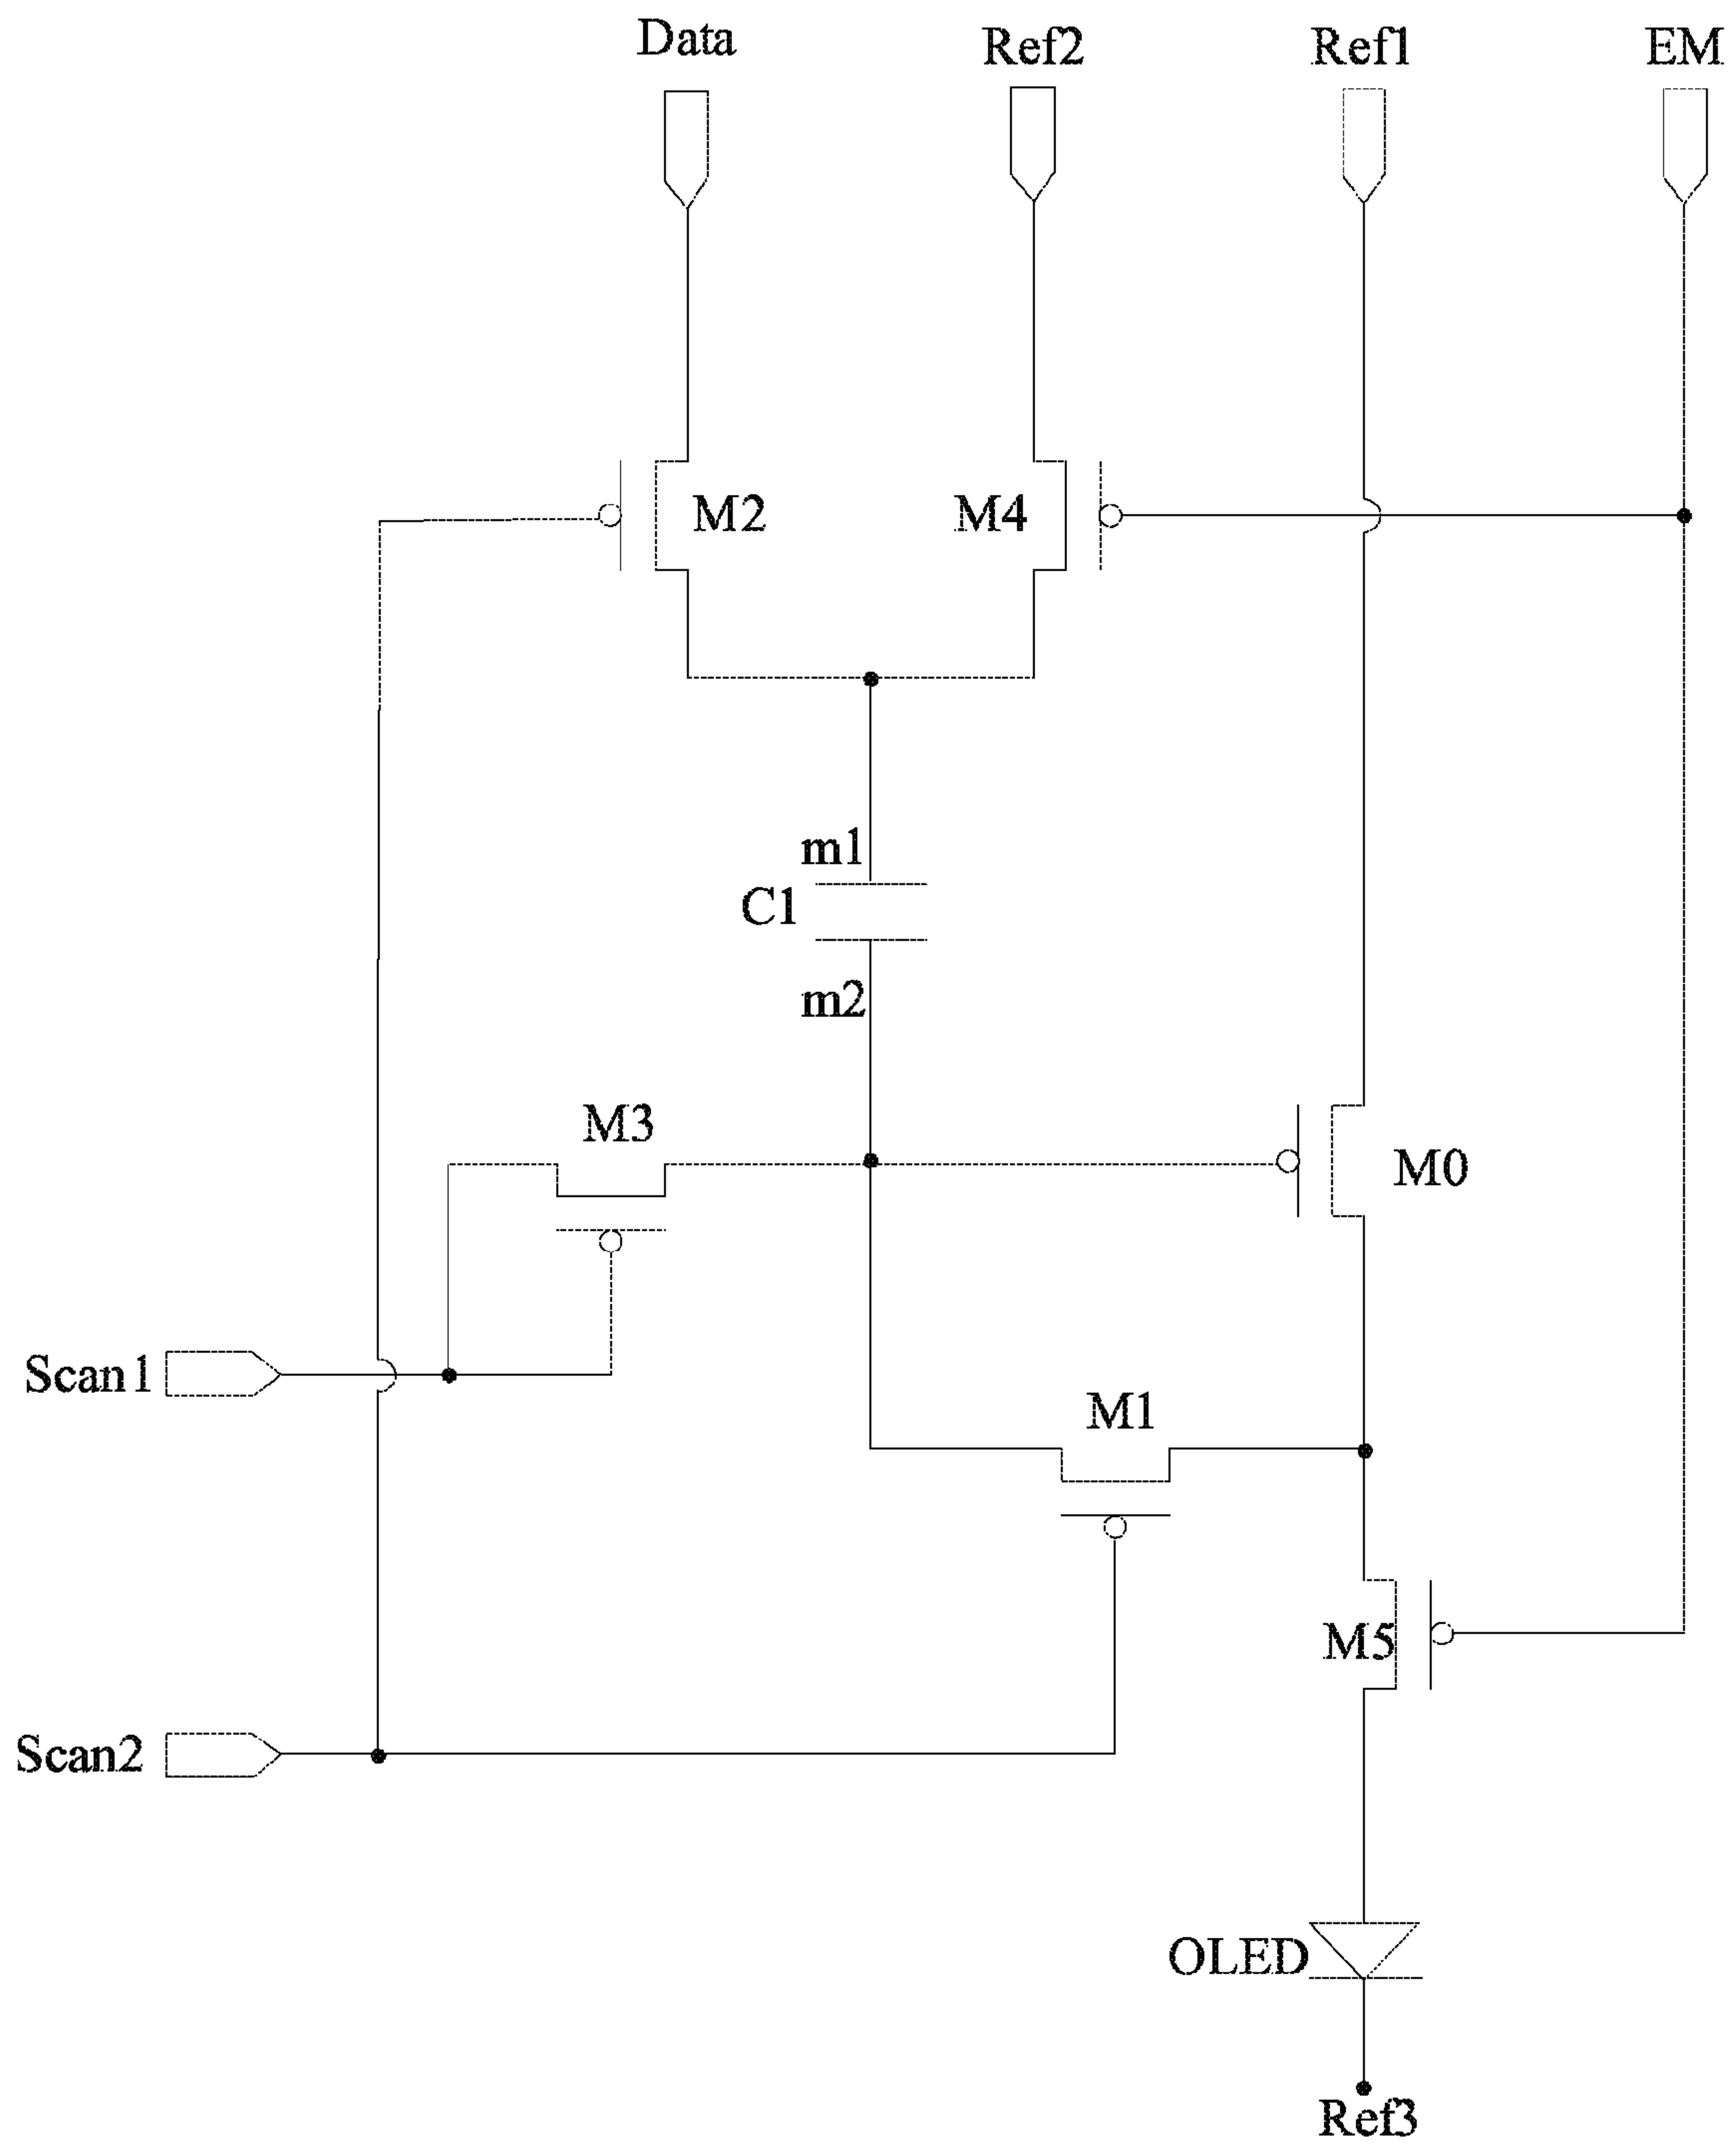 Data
Ref2
Ref1
EM
M2
M4
m1
C1
m2
M3
M0
Scan1
M1
M5
Scan2
OLED
Ref3